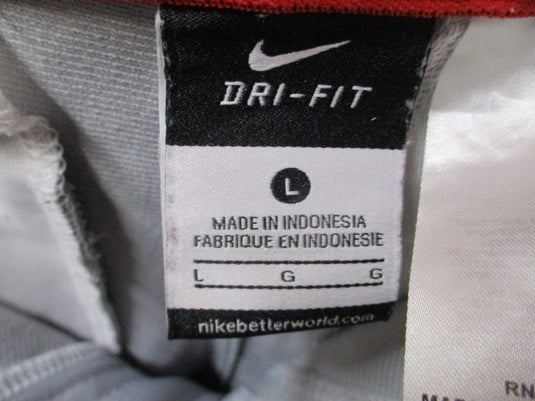 DRI-FIT
L
MADE IN INDONESIA
FABRIQUE EN INDONESIE
L G G
nikebetterworld.com
RN